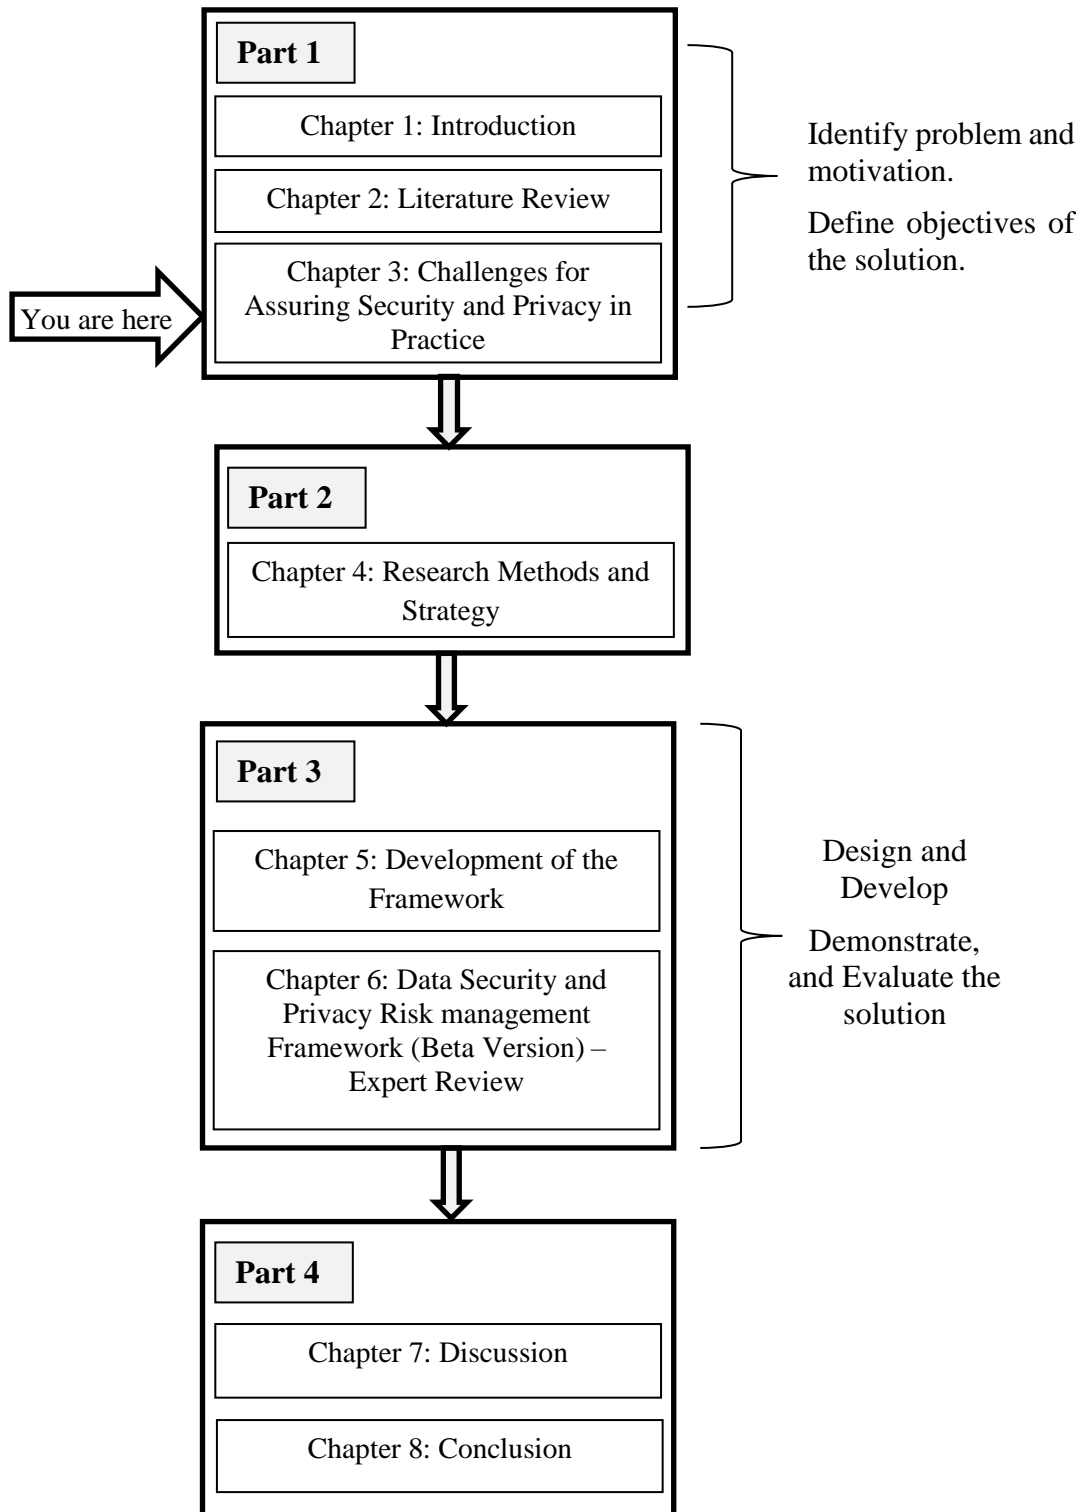 Part 1
Chapter 1: Introduction
Chapter 2: Literature Review
Chapter 3: Challenges for
Assuring Security and Privacy in
Practice
You are here
Identify problem and
motivation.
Define objectives of
the solution.
Part 2
Chapter 4: Research Methods and
Strategy
Part 3
Chapter 5: Development of the
Framework
Chapter 6: Data Security and
Privacy Risk management
Framework (Beta Version) –
Expert Review
Design and
Develop
Demonstrate,
and Evaluate the
solution
Part 4
Chapter 7: Discussion
Chapter 8: Conclusion